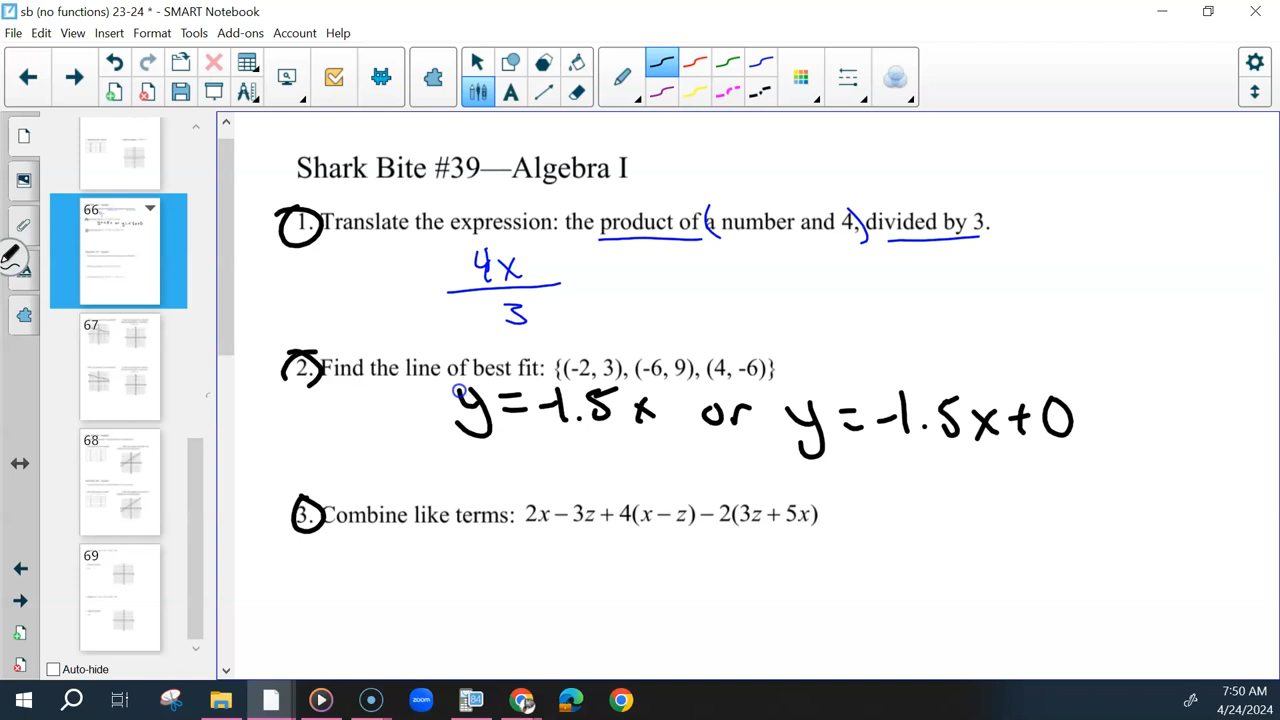 sb (no functions) 23-24 * - SMART Notebook
File Edit View Insert Format Tools Add-ons Account Help
Shark Bite #39—Algebra I
1. Translate the expression: the product of (a number and 4,) divided by 3.
4x
3
2. Find the line of best fit: {(-2, 3), (-6, 9), (4, -6)}
y = -1.5x or y = -1.5x+0
3. Combine like terms: 2x − 3z + 4(x − z) − 2(3z + 5x)
66
67
68
69
Auto-hide
zoom
7:50 AM
4/24/2024